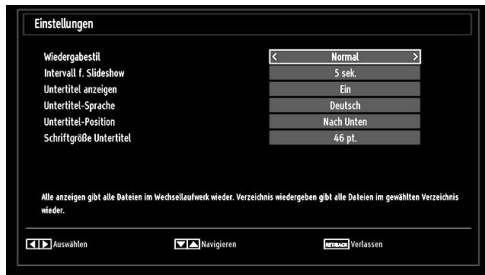 Einstellungen
Wiedergabestil < Normal >
Intervall f. Slideshow 5 sek.
Untertitel anzeigen Ein
Untertitel-Sprache Deutsch
Untertitel-Position Nach Unten
Schriftgröße Untertitel 46 pt.
Alle anzeigen gibt alle Dateien im Wechsellaufwerk wieder. Verzeichnis wiedergeben gibt alle Dateien im gewählten Verzeichnis
wieder.
Auswählen Navigieren RET/BACK Verlassen